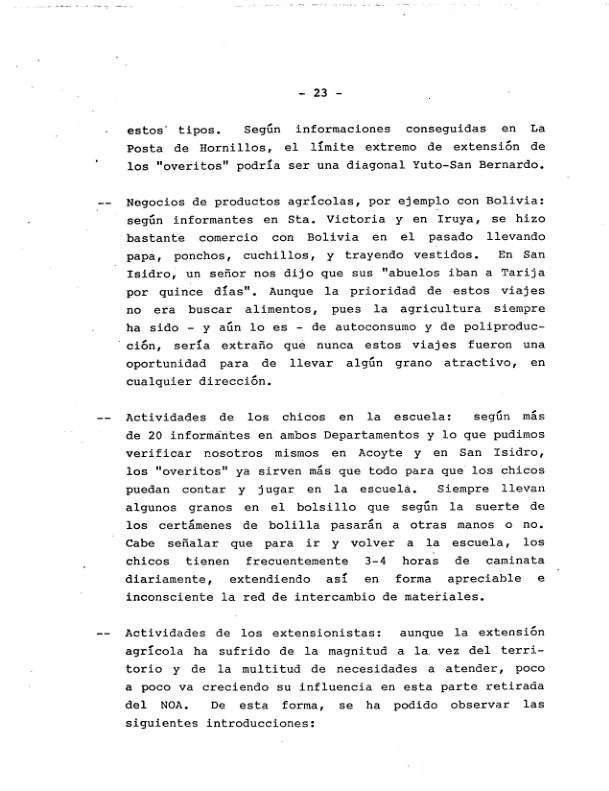 - 23 -
estos tipos. Según informaciones conseguidas en La
Posta de Hornillos, el límite extremo de extensión de
los "overitos" podría ser una diagonal Yuto-San Bernardo.
-- Negocios de productos agrícolas, por ejemplo con Bolivia:
según informantes en Sta. Victoria y en Iruya, se hizo
bastante comercio con Bolivia en el pasado llevando
papa, ponchos, cuchillos, y trayendo vestidos. En San
Isidro, un señor nos dijo que sus "abuelos iban a Tarija
por quince días". Aunque la prioridad de estos viajes
no era buscar alimentos, pues la agricultura siempre
ha sido - y aún lo es - de autoconsumo y de poliproduc-
ción, sería extraño que nunca estos viajes fueron una
oportunidad para de llevar algún grano atractivo, en
cualquier dirección.
-- Actividades de los chicos en la escuela: según más
de 20 informantes en ambos Departamentos y lo que pudimos
verificar nosotros mismos en Acoyte y en San Isidro,
los "overitos" ya sirven más que todo para que los chicos
puedan contar y jugar en la escuela. Siempre llevan
algunos granos en el bolsillo que según la suerte de
los certámenes de bolilla pasarán a otras manos o no.
Cabe señalar que para ir y volver a la escuela, los
chicos tienen frecuentemente 3-4 horas de caminata
diariamente, extendiendo así en forma apreciable e
inconsciente la red de intercambio de materiales.
-- Actividades de los extensionistas: aunque la extensión
agrícola ha sufrido de la magnitud a la vez del terri-
torio y de la multitud de necesidades a atender, poco
a poco va creciendo su influencia en esta parte retirada
del NOA. De esta forma, se ha podido observar las
siguientes introducciones: